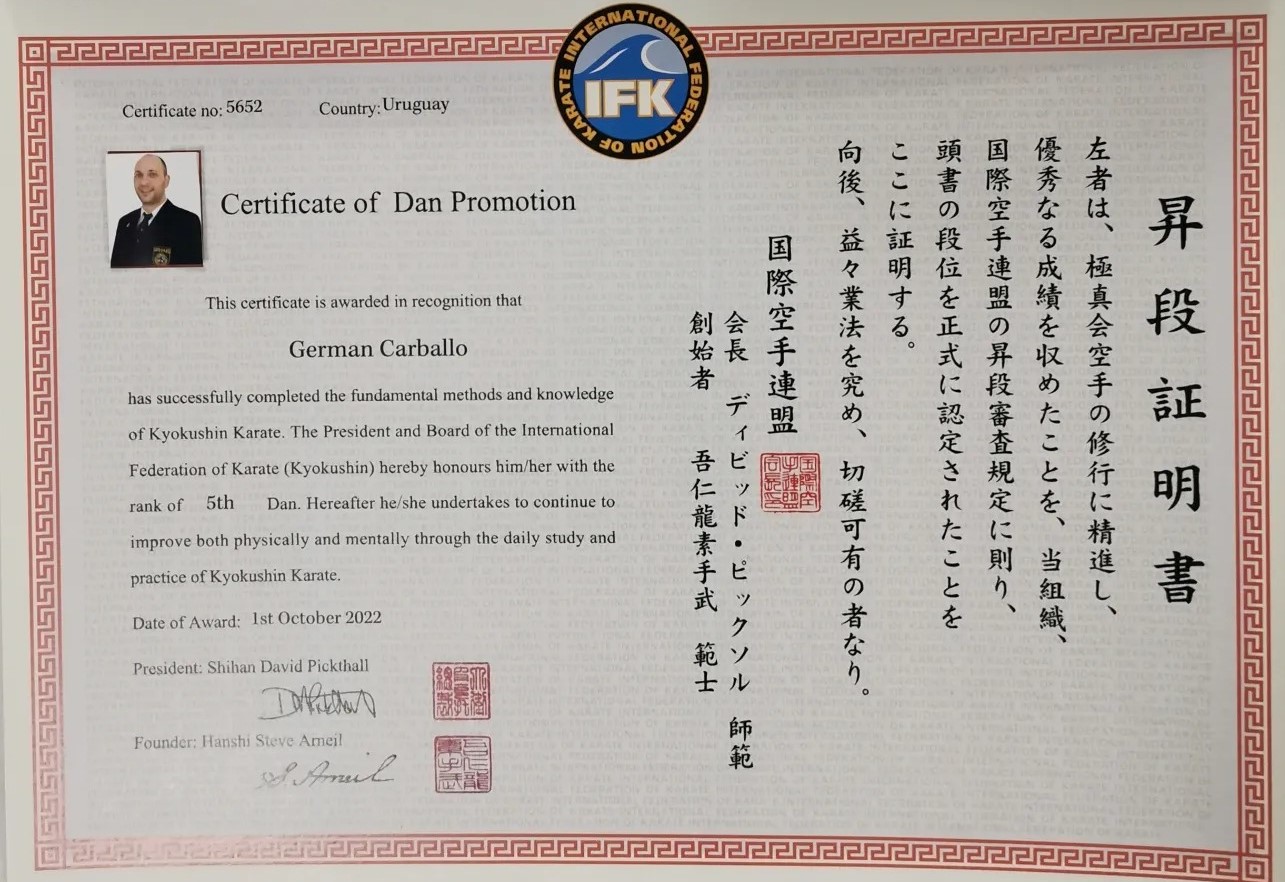 INTERNATIONAL FEDERATION OF KARATE
IFK
Certificate no: 5652
Country: Uruguay
Certificate of Dan Promotion
This certificate is awarded in recognition that
German Carballo
has successfully completed the fundamental methods and knowledge
of Kyokushin Karate. The President and Board of the International
Federation of Karate (Kyokushin) hereby honours him/her with the
rank of 5th Dan. Hereafter he/she undertakes to continue to
improve both physically and mentally through the daily study and
practice of Kyokushin Karate.
Date of Award: 1st October 2022
President: Shihan David Pickthall
Founder: Hanshi Steve Arneil
S. Arneil
昇段証明書
左者は、極真会空手の修行に精進し、
優秀なる成績を収めたことを、当組織、
国際空手連盟の昇段審査規定に則り、
頭書の段位を正式に認定されたことを
ここに証明する。
向後、益々業法を究め、切磋可有の者なり。
国際空手連盟
会長 ディビッド・ピックソル 師範
創始者 吾仁龍素手武 範士